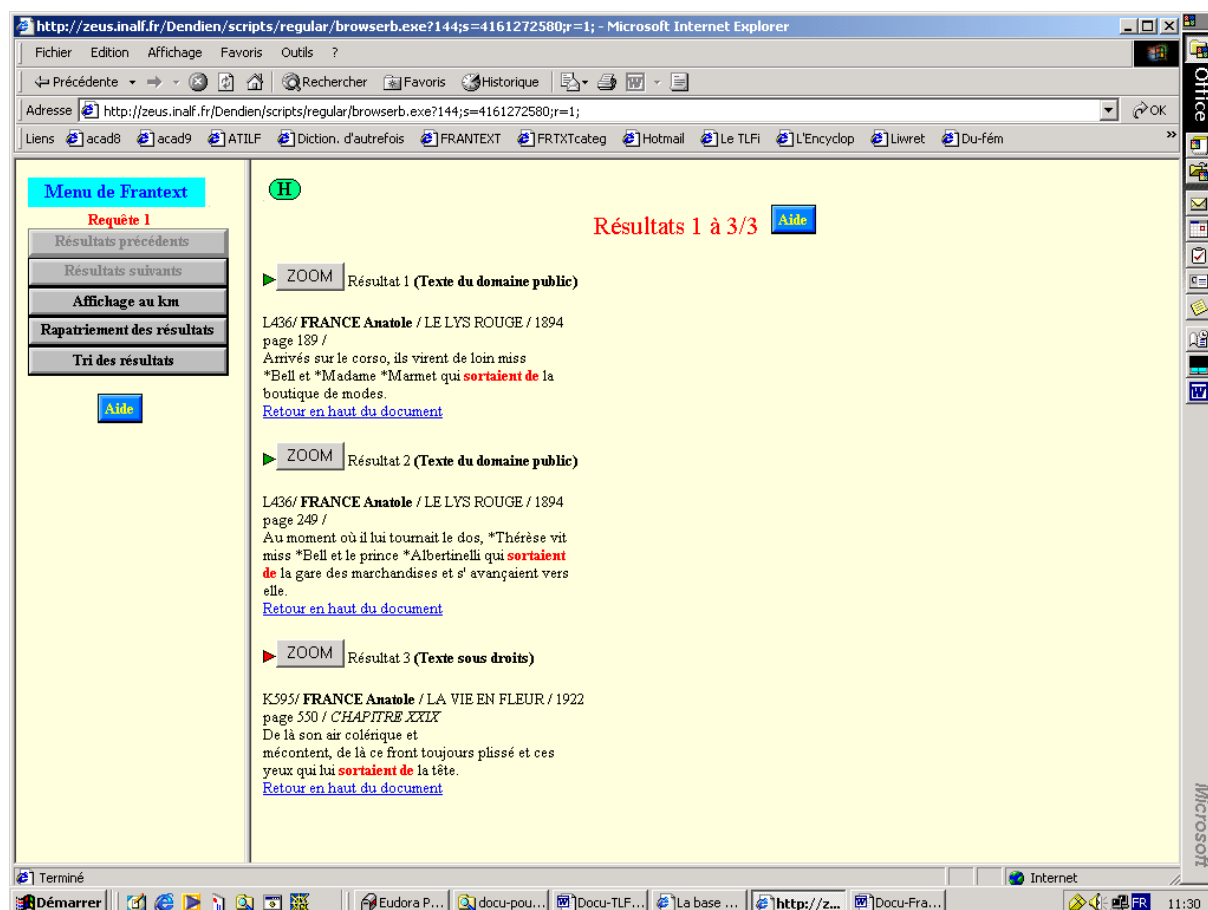 http://zeus.inalf.fr/Dendien/scripts/regular/browserb.exe?144;s=4161272580;r=1; - Microsoft Internet Explorer
Fichier Edition Affichage Favoris Outils ?
Précédente Rechercher Favoris Historique
Adresse http://zeus.inalf.fr/Dendien/scripts/regular/browserb.exe?144;s=4161272580;r=1; OK
Liens acad8 acad9 ATILF Diction. d'autrefois FRANTEXT FRTXTcateg Hotmail Le TLFi L'Encyclop Liwret Du-fém »
Office
Menu de Frantext
Requête 1
Résultats précédents
Résultats suivants
Affichage au km
Rapatriement des résultats
Tri des résultats
Aide
H
Résultats 1 à 3/3 Aide
ZOOM Résultat 1 (Texte du domaine public)
L436/ FRANCE Anatole / LE LYS ROUGE / 1894
page 189 /
Arrivés sur le corso, ils virent de loin miss
*Bell et *Madame *Marmet qui sortaient de la
boutique de modes.
Retour en haut du document
ZOOM Résultat 2 (Texte du domaine public)
L436/ FRANCE Anatole / LE LYS ROUGE / 1894
page 249 /
Au moment où il lui tournait le dos, *Thérèse vit
miss *Bell et le prince *Albertinelli qui sortaient
de la gare des marchandises et s' avançaient vers
elle.
Retour en haut du document
ZOOM Résultat 3 (Texte sous droits)
K595/ FRANCE Anatole / LA VIE EN FLEUR / 1922
page 550 / CHAPITRE XXIX
De là son air colérique et
mécontent, de là ce front toujours plissé et ces
yeux qui lui sortaient de la tête.
Retour en haut du document
Microsoft
Terminé Internet
Démarrer Eudora P... docu-pou... Docu-TLF... La base ... http://z... Docu-Fra... FR 11:30